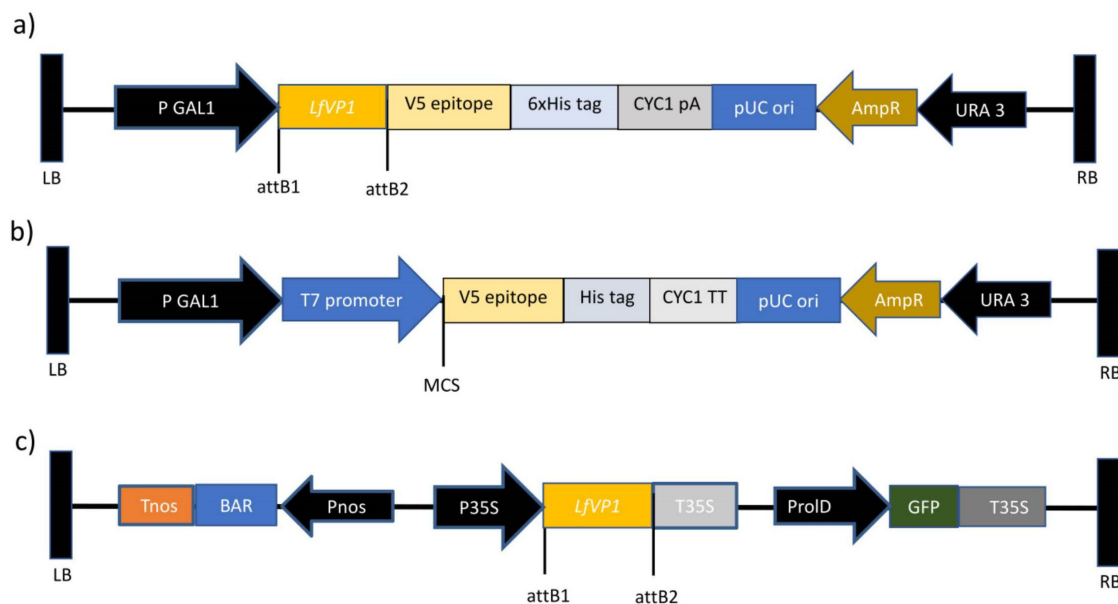 a)
P GAL1
LfVP1
V5 epitope
6xHis tag
CYC1 pA
pUC ori
AmpR
URA 3
LB
attB1
attB2
RB
b)
P GAL1
T7 promoter
V5 epitope
His tag
CYC1 TT
pUC ori
AmpR
URA 3
LB
MCS
RB
c)
Tnos
BAR
Pnos
P35S
LfVP1
T35S
ProlD
GFP
T35S
LB
attB1
attB2
RB